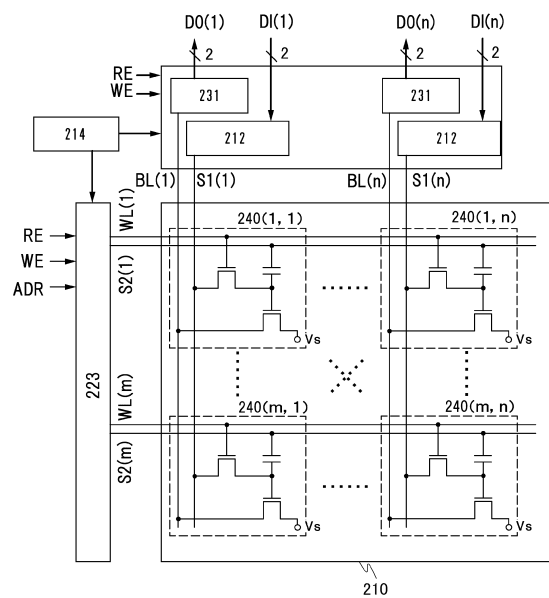 DO(1) DI(1) DO(n) DI(n)
2 2 2 2
RE
WE
231 231
214 212 212
BL(1) S1(1) BL(n) S1(n)
WL(1)
240(1, 1) 240(1, n)
RE
WE
ADR
S2(1)
Vs Vs
223
WL(m)
240(m, 1) 240(m, n)
S2(m)
Vs Vs
210